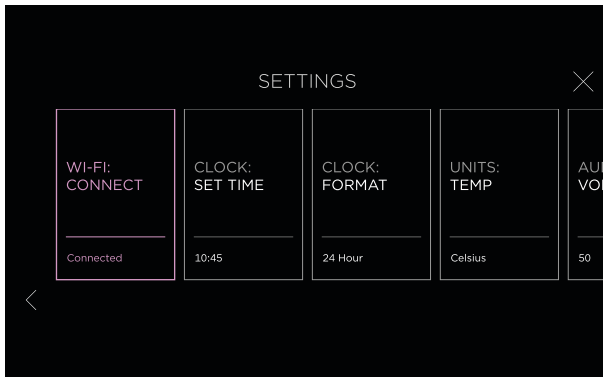 SETTINGS
WI-FI:
CONNECT
Connected
CLOCK:
SET TIME
10:45
CLOCK:
FORMAT
24 Hour
UNITS:
TEMP
Celsius
50